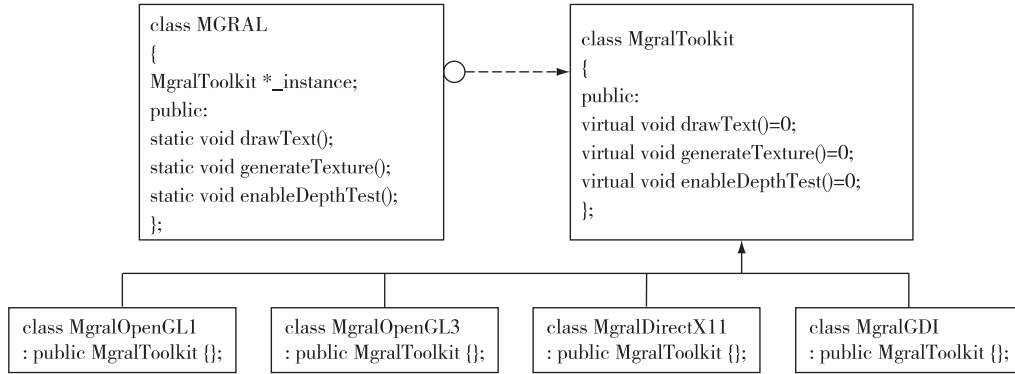 class MGRAL
{
MgralToolkit *_instance;
public:
static void drawText();
static void generateTexture();
static void enableDepthTest();
};
class MgralToolkit
{
public:
virtual void drawText()=0;
virtual void generateTexture()=0;
virtual void enableDepthTest()=0;
};
class MgralOpenGL1
: public MgralToolkit {};
class MgralOpenGL3
: public MgralToolkit {};
class MgralDirectX11
: public MgralToolkit {};
class MgralGDI
: public MgralToolkit {};